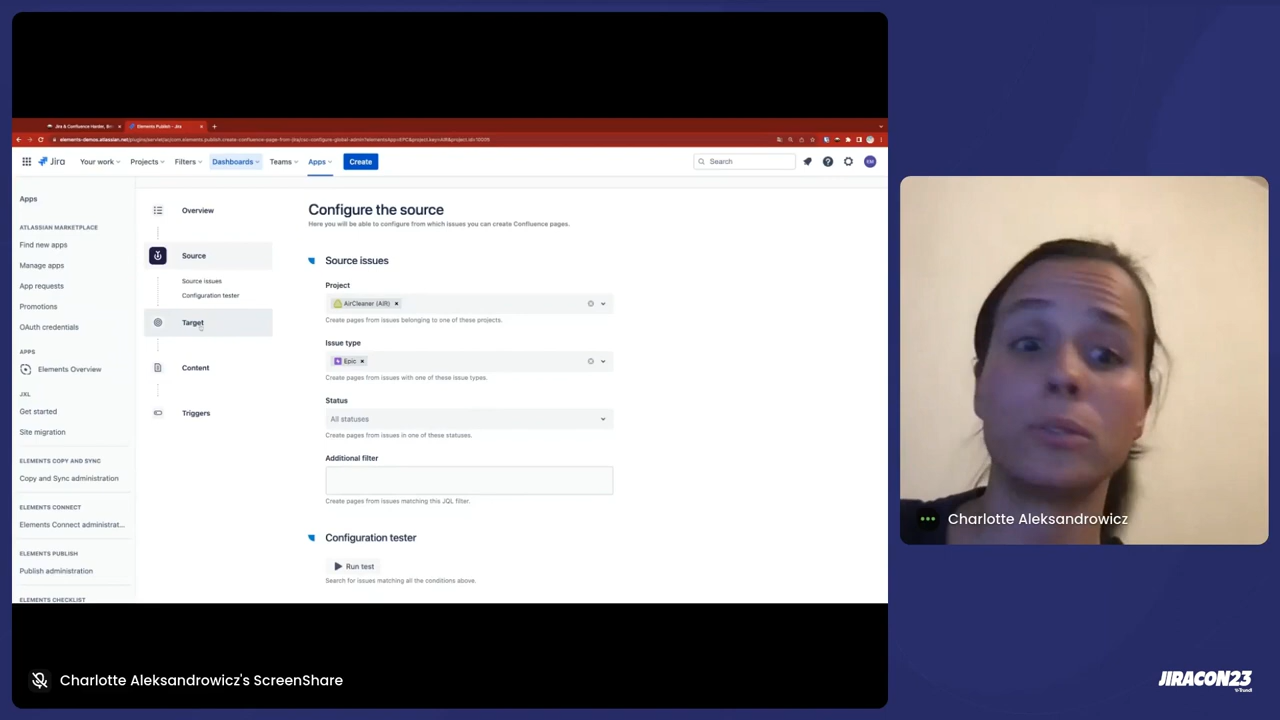 Jira & Confluence Harder, Be
Elements Publish - Jira
Jira
Your work
Projects
Filters
Dashboards
Teams
Apps
Create
Search
Apps
ATLASSIAN MARKETPLACE
Find new apps
Manage apps
App requests
Promotions
OAuth credentials
APPS
Elements Overview
JXL
Get started
Site migration
ELEMENTS COPY AND SYNC
Copy and Sync administration
ELEMENTS CONNECT
Elements Connect administrat...
ELEMENTS PUBLISH
Publish administration
ELEMENTS CHECKLIST
Overview
Source
Source issues
Configuration tester
Target
Content
Triggers
Configure the source
Here you will be able to configure from which issues you can create Confluence pages.
Source issues
Project
AirCleaner (AIR)
Create pages from issues belonging to one of these projects.
Issue type
Epic
Create pages from issues with one of these issue types.
Status
All statuses
Create pages from issues in one of these statuses.
Additional filter
Create pages from issues matching this JQL filter.
Configuration tester
Run test
Search for issues matching all the conditions above.
Charlotte Aleksandrowicz
Charlotte Aleksandrowicz's ScreenShare
JIRACON23